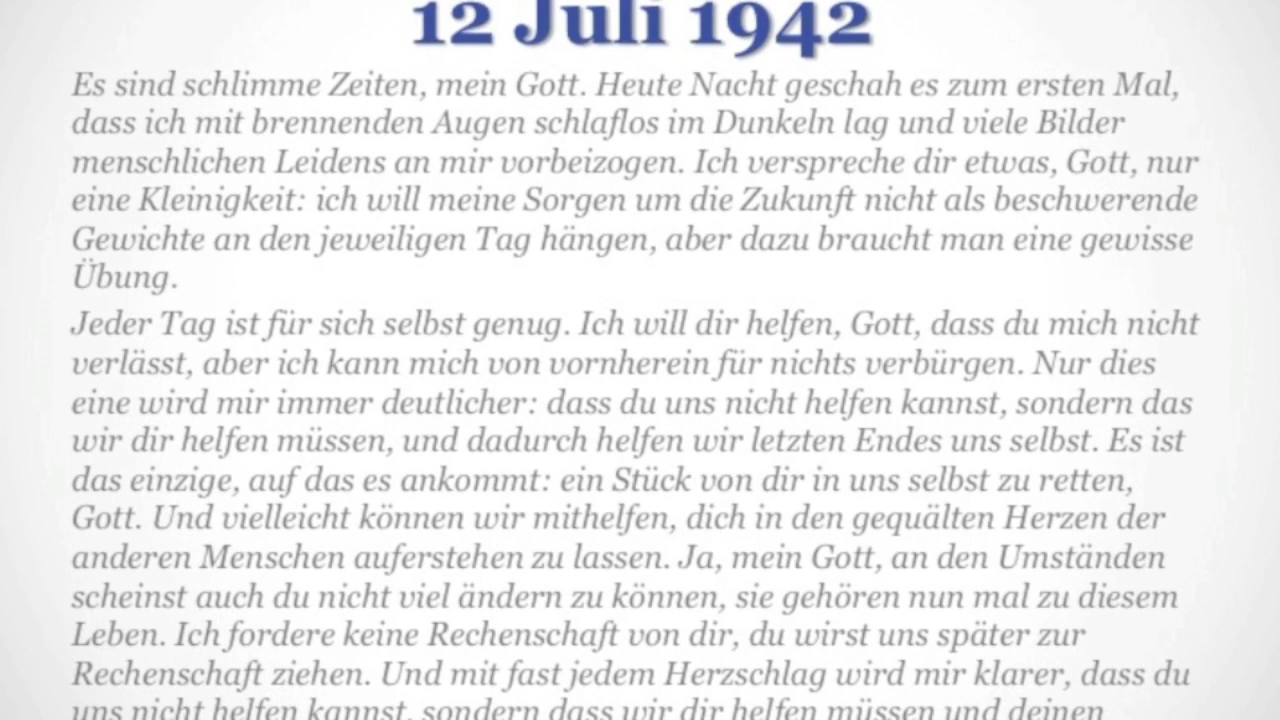 12 Juli 1942
Es sind schlimme Zeiten, mein Gott. Heute Nacht geschah es zum ersten Mal,
dass ich mit brennenden Augen schlaflos im Dunkeln lag und viele Bilder
menschlichen Leidens an mir vorbeizogen. Ich verspreche dir etwas, Gott, nur
eine Kleinigkeit: ich will meine Sorgen um die Zukunft nicht als beschwerende
Gewichte an den jeweiligen Tag hängen, aber dazu braucht man eine gewisse
Übung.
Jeder Tag ist für sich selbst genug. Ich will dir helfen, Gott, dass du mich nicht
verlässt, aber ich kann mich von vornherein für nichts verbürgen. Nur dies
eine wird mir immer deutlicher: dass du uns nicht helfen kannst, sondern das
wir dir helfen müssen, und dadurch helfen wir letzten Endes uns selbst. Es ist
das einzige, auf das es ankommt: ein Stück von dir in uns selbst zu retten,
Gott. Und vielleicht können wir mithelfen, dich in den gequälten Herzen der
anderen Menschen auferstehen zu lassen. Ja, mein Gott, an den Umständen
scheinst auch du nicht viel ändern zu können, sie gehören nun mal zu diesem
Leben. Ich fordere keine Rechenschaft von dir, du wirst uns später zur
Rechenschaft ziehen. Und mit fast jedem Herzschlag wird mir klarer, dass du
uns nicht helfen kannst, sondern dass wir dir helfen müssen und deinen